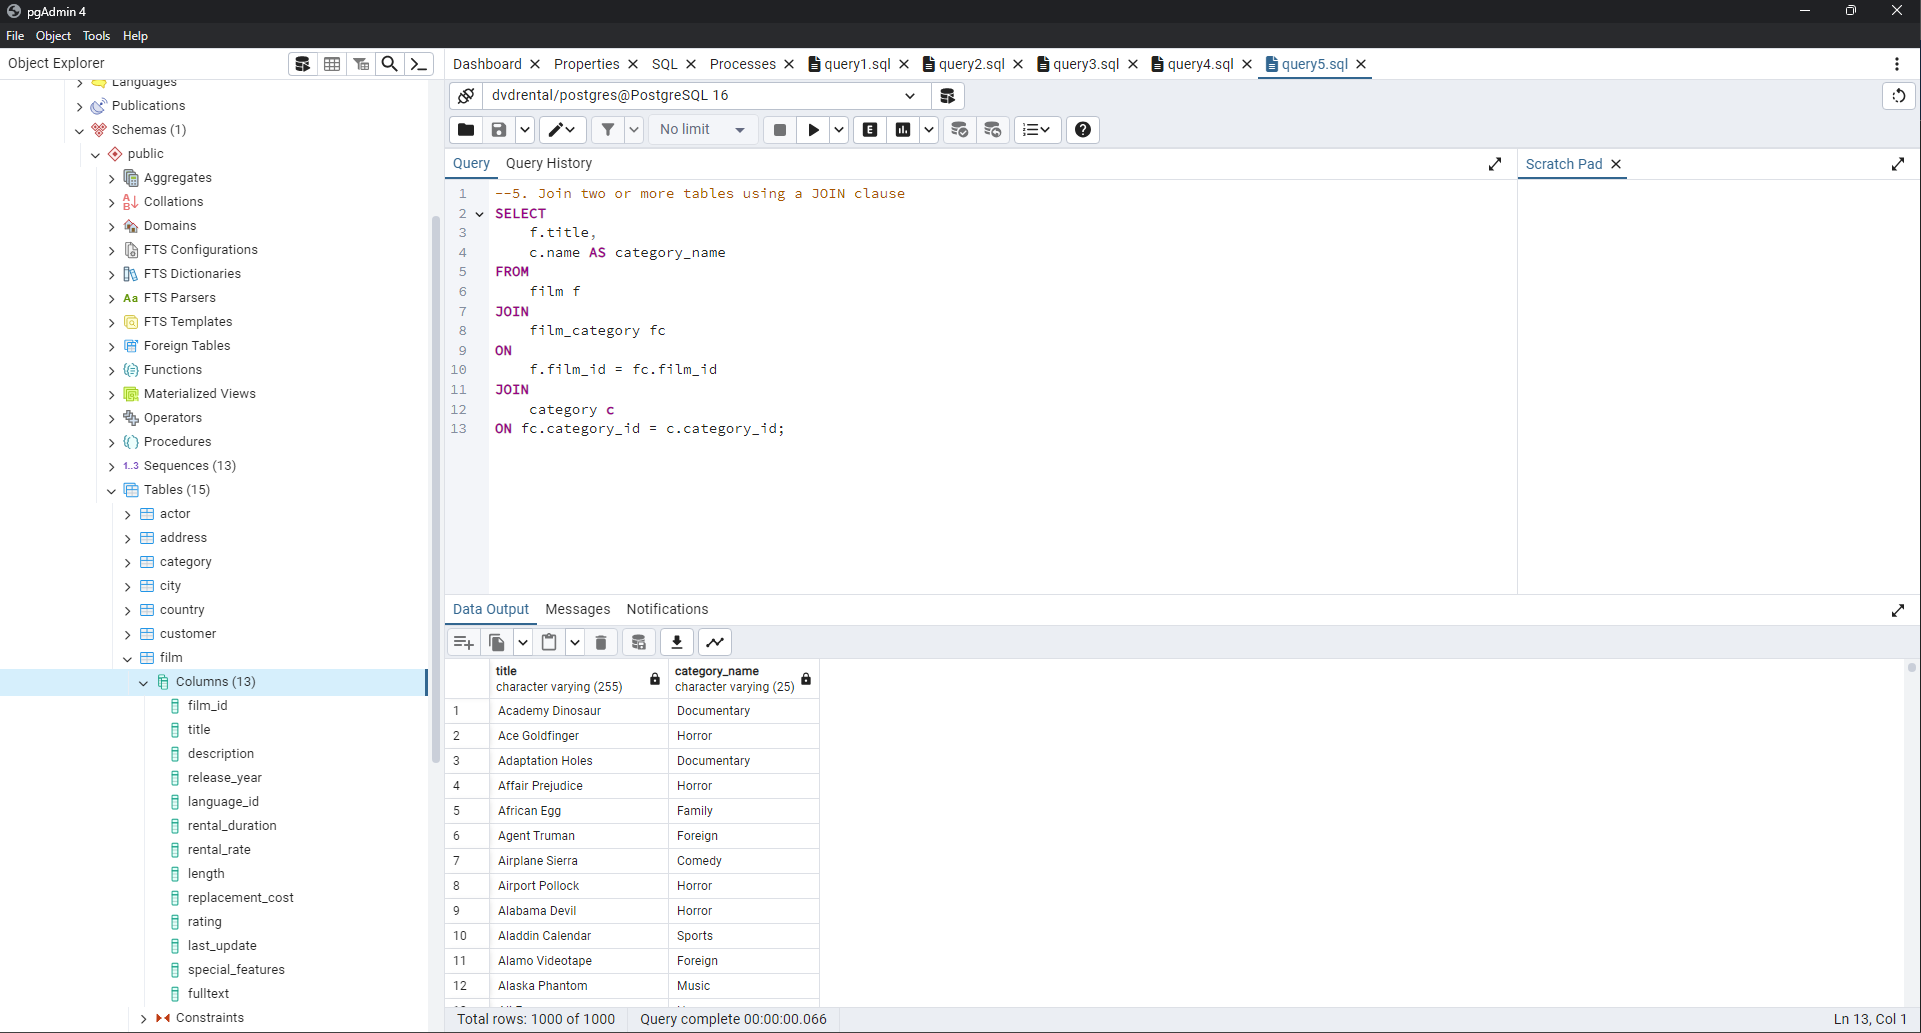 pgAdmin 4
File Object Tools Help
Object Explorer
Languages
Publications
Schemas (1)
public
Aggregates
Collations
Domains
FTS Configurations
FTS Dictionaries
Aa FTS Parsers
FTS Templates
Foreign Tables
Functions
Materialized Views
Operators
Procedures
1..3 Sequences (13)
Tables (15)
actor
address
category
city
country
customer
film
Columns (13)
film_id
title
description
release_year
language_id
rental_duration
rental_rate
length
replacement_cost
rating
last_update
special_features
fulltext
Constraints
Dashboard Properties SQL Processes query1.sql query2.sql query3.sql query4.sql query5.sql
dvdrental/postgres@PostgreSQL 16
No limit E
Query Query History
Scratch Pad
1 --5. Join two or more tables using a JOIN clause
2 SELECT
3 f.title,
4 c.name AS category_name
5 FROM
6 film f
7 JOIN
8 film_category fc
9 ON
10 f.film_id = fc.film_id
11 JOIN
12 category c
13 ON fc.category_id = c.category_id;
Data Output Messages Notifications
title category_name
character varying (255) character varying (25)
1 Academy Dinosaur Documentary
2 Ace Goldfinger Horror
3 Adaptation Holes Documentary
4 Affair Prejudice Horror
5 African Egg Family
6 Agent Truman Foreign
7 Airplane Sierra Comedy
8 Airport Pollock Horror
9 Alabama Devil Horror
10 Aladdin Calendar Sports
11 Alamo Videotape Foreign
12 Alaska Phantom Music
Total rows: 1000 of 1000 Query complete 00:00:00.066 Ln 13, Col 1